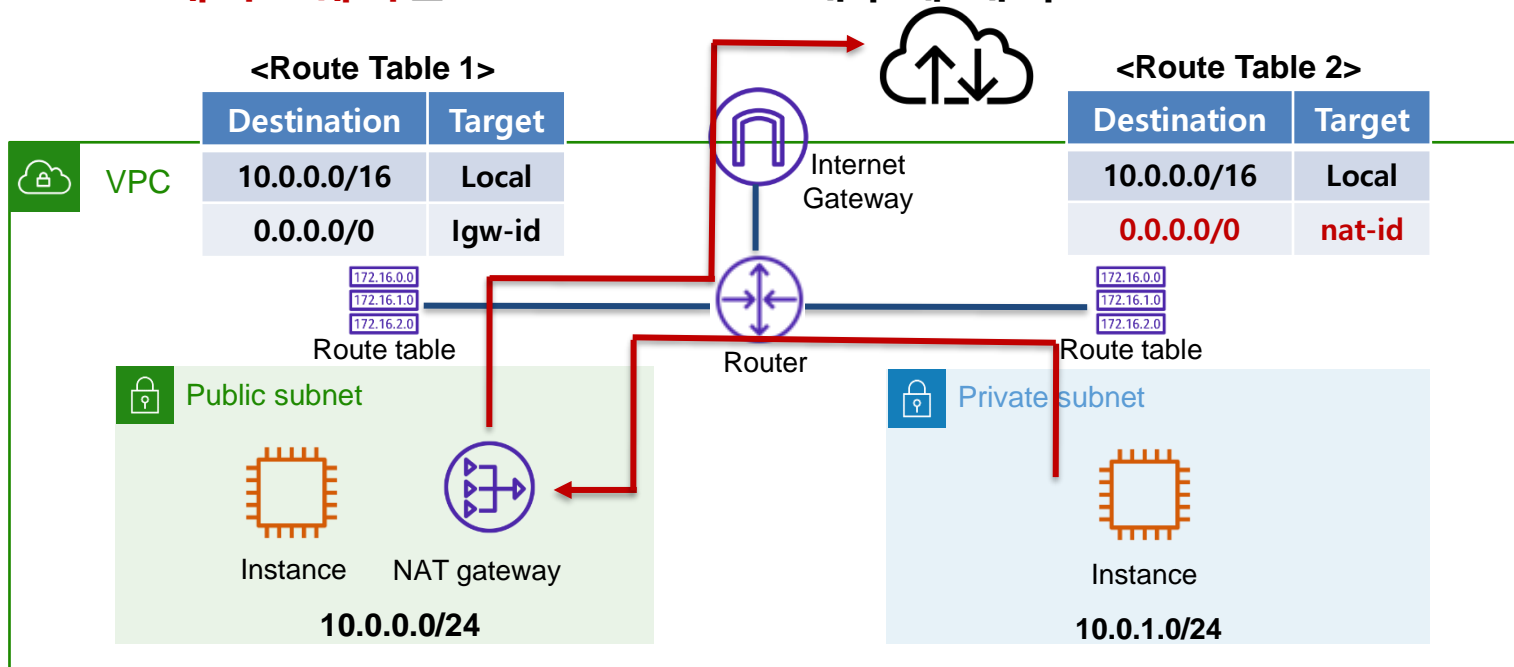 <Route Table 1>
Destination Target
10.0.0.0/16 Local
0.0.0.0/0 Igw-id
<Route Table 2>
Destination Target
10.0.0.0/16 Local
0.0.0.0/0 nat-id
VPC
Internet
Gateway
172.16.0.0
172.16.1.0
172.16.2.0
Route table
Router
172.16.0.0
172.16.1.0
172.16.2.0
Route table
Public subnet
Instance
NAT gateway
10.0.0.0/24
Private subnet
Instance
10.0.1.0/24